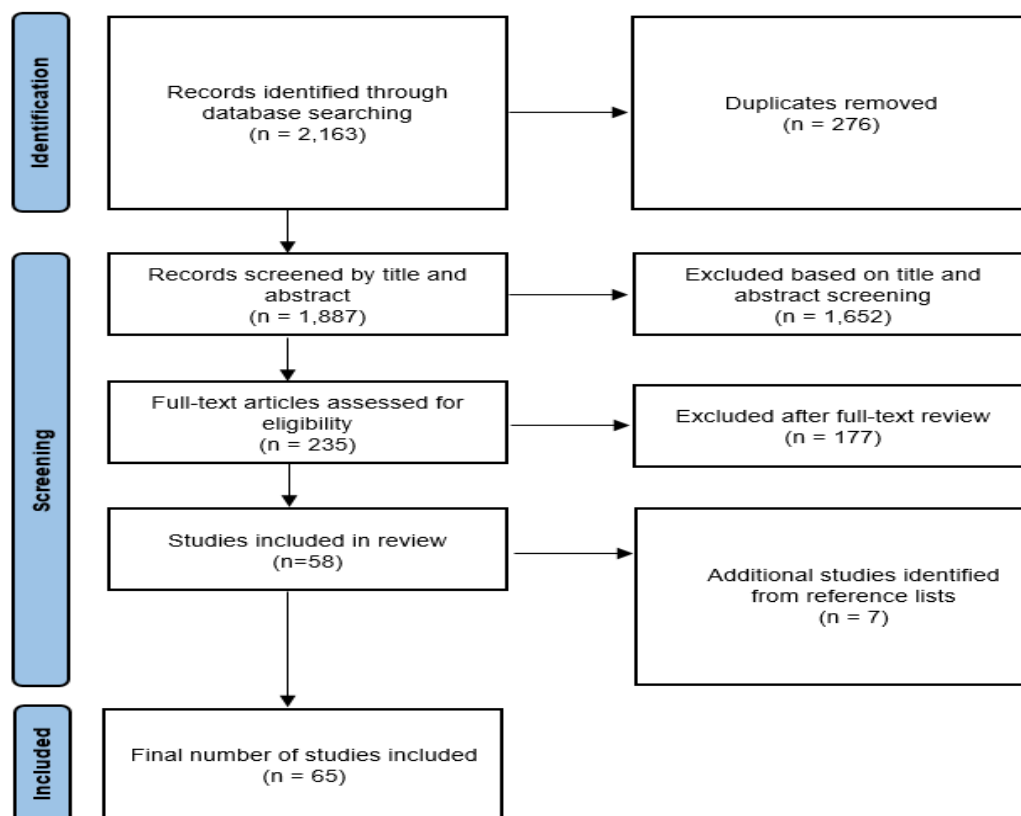 Identification
Records identified through
database searching
(n = 2,163)
Duplicates removed
(n = 276)
Screening
Records screened by title and
abstract
(n = 1,887)
Excluded based on title and
abstract screening
(n = 1,652)
Full-text articles assessed for
eligibility
(n = 235)
Excluded after full-text review
(n = 177)
Studies included in review
(n=58)
Additional studies identified
from reference lists
(n = 7)
Included
Final number of studies included
(n = 65)